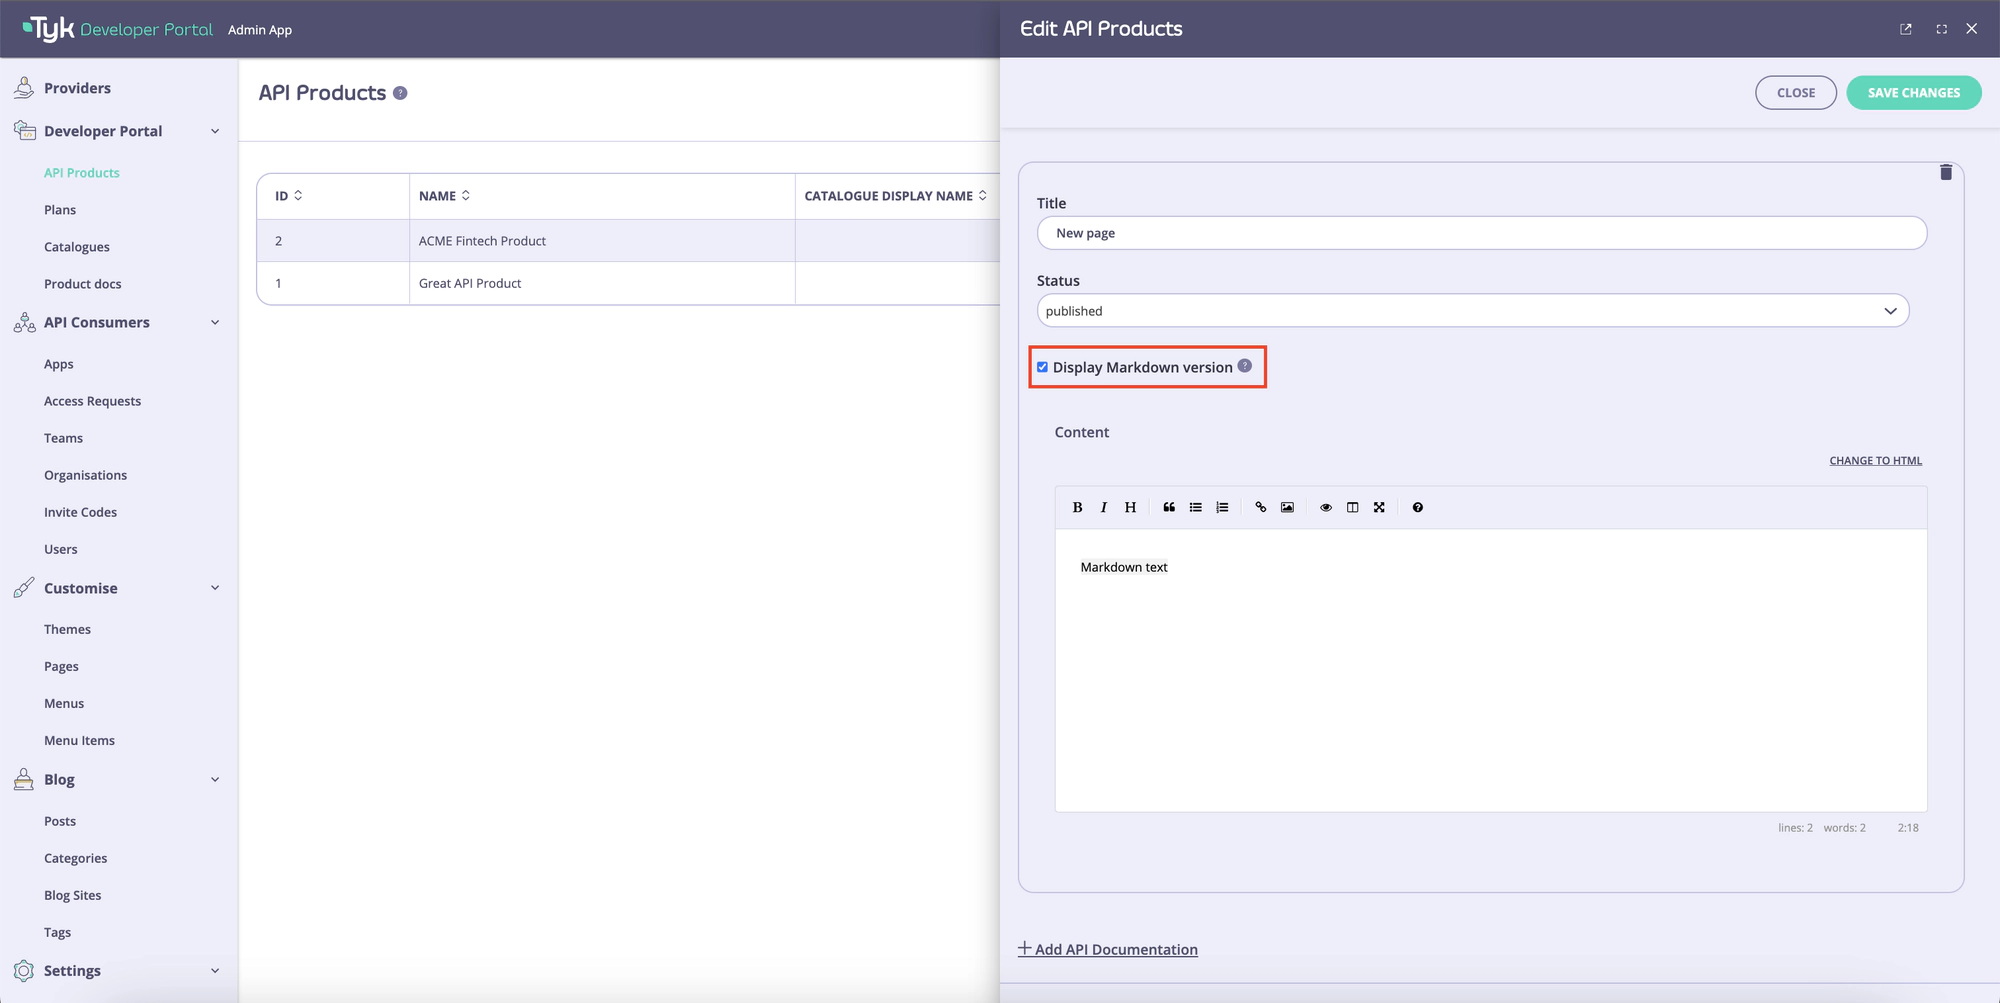 Tyk Developer Portal Admin App
Providers
Developer Portal
API Products
Plans
Catalogues
Product docs
API Consumers
Apps
Access Requests
Teams
Organisations
Invite Codes
Users
Customise
Themes
Pages
Menus
Menu Items
Blog
Posts
Categories
Blog Sites
Tags
Settings
API Products ?
ID NAME CATALOGUE DISPLAY NAME
2 ACME Fintech Product
1 Great API Product
Edit API Products
CLOSE SAVE CHANGES
Title
New page
Status
published
Display Markdown version ?
Content
CHANGE TO HTML
B I H
Markdown text
lines: 2 words: 2 2:18
+ Add API Documentation